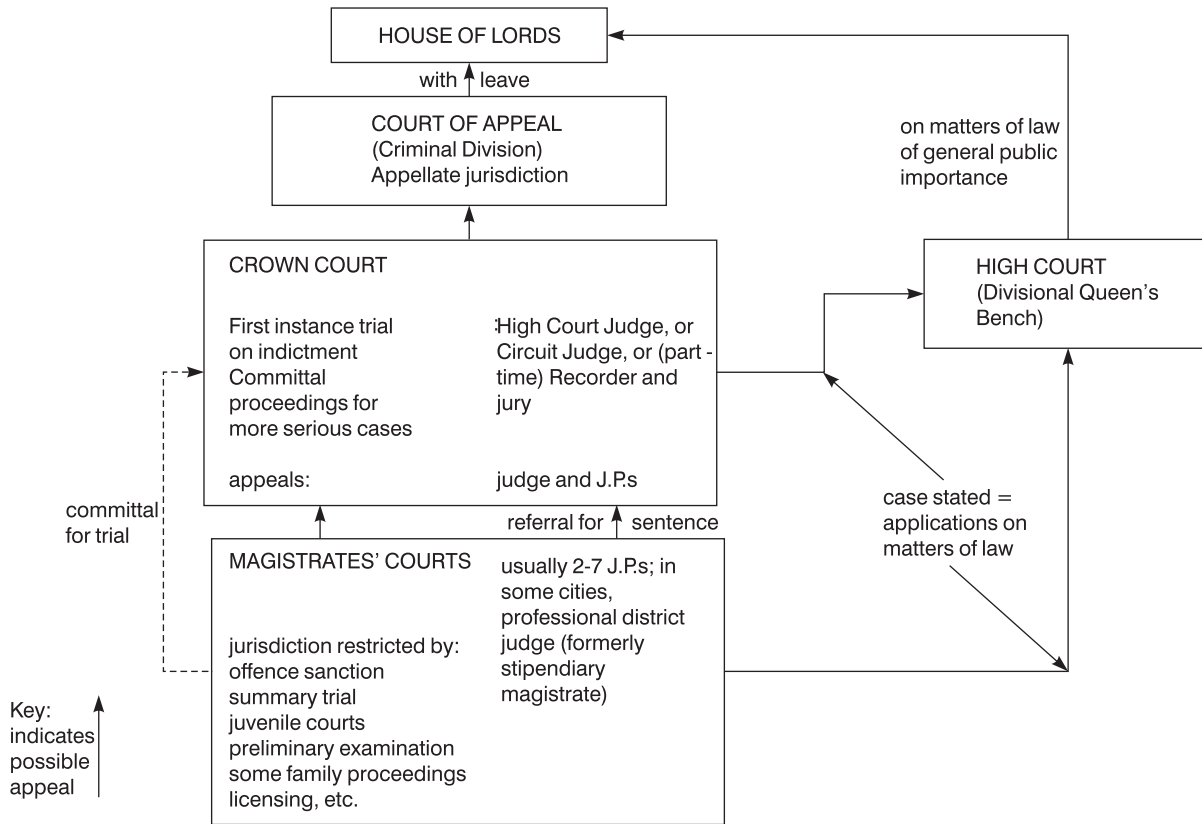 HOUSE OF LORDS
with leave
COURT OF APPEAL
(Criminal Division)
Appellate jurisdiction
on matters of law
of general public
importance
CROWN COURT
First instance trial
on indictment
Committal
proceedings for
more serious cases
:High Court Judge, or
Circuit Judge, or (part -
time) Recorder and
jury
appeals:
judge and J.P.s
HIGH COURT
(Divisional Queen's
Bench)
committal
for trial
referral for sentence
case stated =
applications on
matters of law
MAGISTRATES' COURTS
jurisdiction restricted by:
offence sanction
summary trial
juvenile courts
preliminary examination
some family proceedings
licensing, etc.
usually 2-7 J.P.s; in
some cities,
professional district
judge (formerly
stipendiary
magistrate)
Key:
indicates
possible
appeal